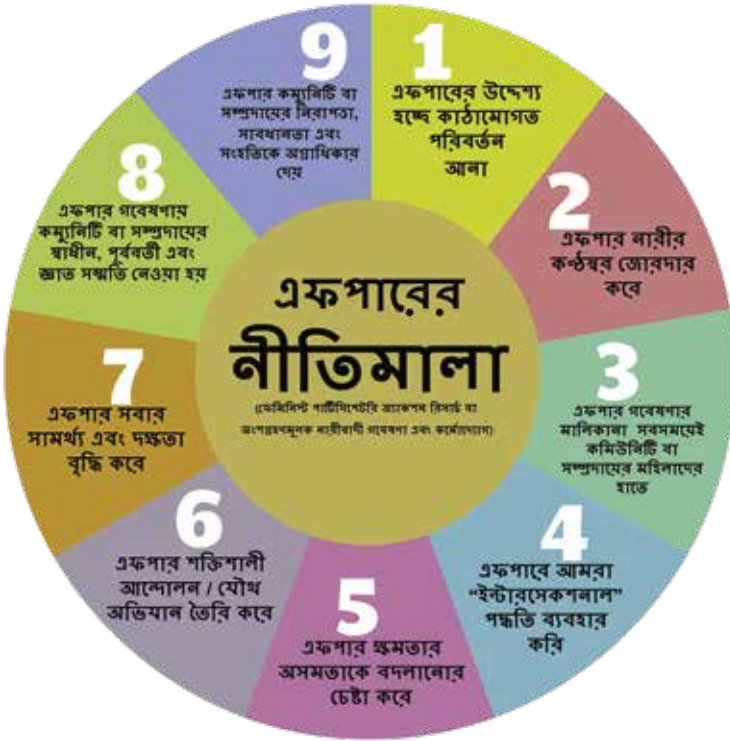 এফপারের
নীতিমালা
(ফেমিনিস্ট পার্টিসিপেটরি অ্যাকশন রিসার্চ বা
অংশগ্রহণমূলক নারীবাদী গবেষণা এবং কর্মোদ্যোগ)
1
এফপারের উদ্দেশ্য
হচ্ছে কাঠামোগত
পরিবর্তন
আনা
2
এফপার নারীর
কণ্ঠস্বর জোরদার
করে
3
এফপার গবেষণার
মালিকানা সবসময়েই
কমিউনিটি বা
সম্প্রদায়ের মহিলাদের
হাতে
4
এফপারে আমরা
“ইন্টারসেকশনাল”
পদ্ধতি ব্যবহার
করি
5
এফপার ক্ষমতার
অসমতাকে বদলানোর
চেষ্টা করে
6
এফপার শক্তিশালী
আন্দোলন / যৌথ
অভিযান তৈরি করে
7
এফপার সবার
সামর্থ্য এবং দক্ষতা
বৃদ্ধি করে
8
এফপার গবেষণায়
কম্যুনিটি বা সম্প্রদায়ের
স্বাধীন, পূর্ববর্তী এবং
জ্ঞাত সম্মতি নেওয়া হয়
9
এফপার কম্যুনিটি বা
সম্প্রদায়ের নিরাপত্তা,
সাবধানতা এবং
সংহতিকে অগ্রাধিকার
দেয়